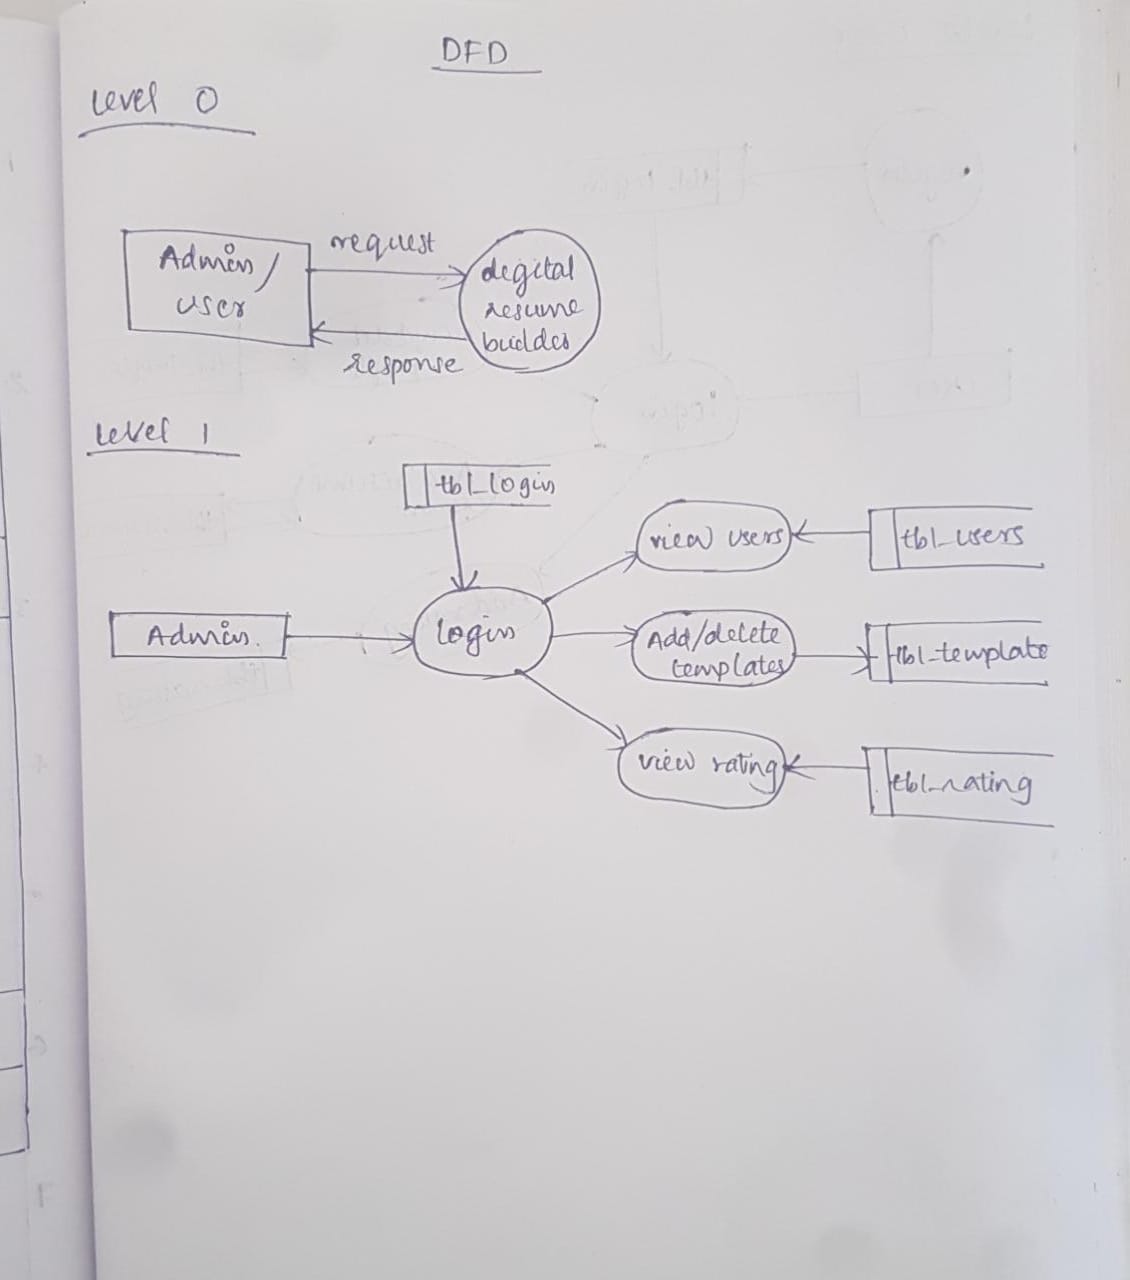 DFD
Level 0
Admin/
user
request
response
digital
resume
builder
Level 1
tbl_login
Admin
login
view users
tbl_users
Add/delete
templates
tbl_template
view rating
tbl_rating